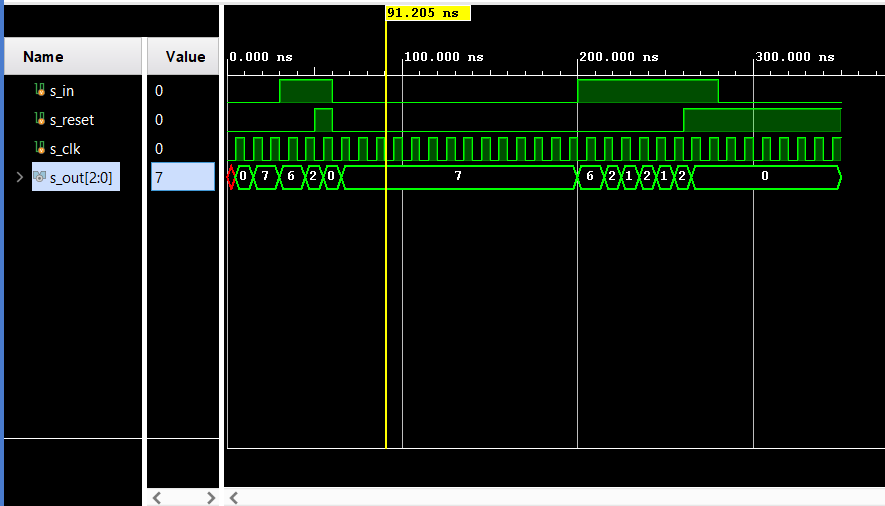 91.205 ns
Name Value
0.000 ns 100.000 ns 200.000 ns 300.000 ns
s_in 0
s_reset 0
s_clk 0
s_out[2:0] 7 0 7 6 2 0 7 6 2 1 2 1 2 0